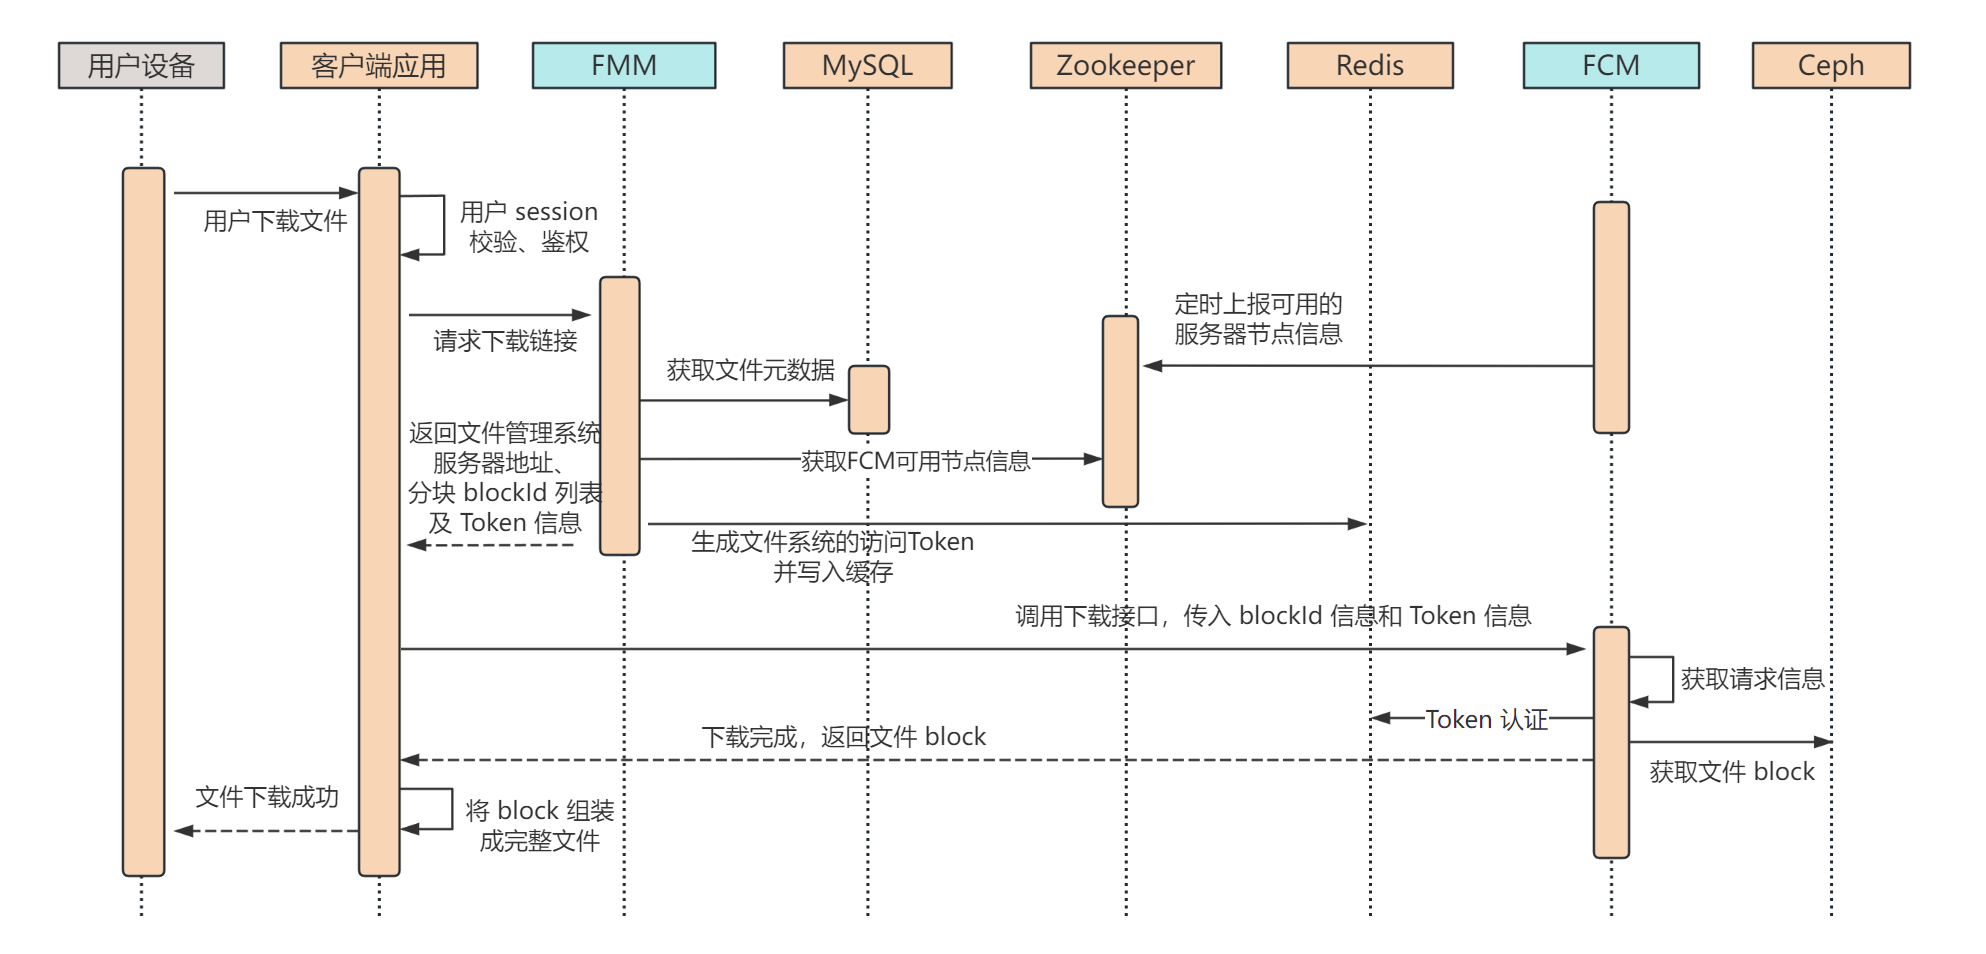 用户设备
客户端应用
FMM
MySQL
Zookeeper
Redis
FCM
Ceph
用户下载文件
用户 session
校验、鉴权
定时上报可用的
服务器节点信息
请求下载链接
获取文件元数据
返回文件管理系统
服务器地址、
分块 blockId 列表
及 Token 信息
获取FCM可用节点信息
生成文件系统的访问Token
并写入缓存
调用下载接口，传入 blockId 信息和 Token 信息
获取请求信息
Token 认证
下载完成，返回文件 block
获取文件 block
文件下载成功
将 block 组装
成完整文件